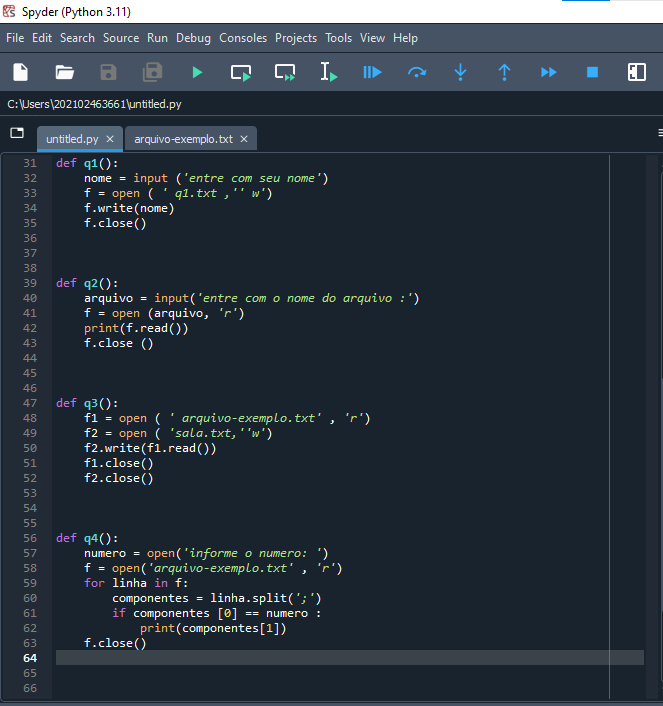 Spyder (Python 3.11)
File Edit Search Source Run Debug Consoles Projects Tools View Help
C:\Users\202102463661\untitled.py
untitled.py × arquivo-exemplo.txt ×
31 def q1():
32     nome = input ('entre com seu nome')
33     f = open ( ' q1.txt ,'' w')
34     f.write(nome)
35     f.close()
36
37
38
39 def q2():
40     arquivo = input('entre com o nome do arquivo :')
41     f = open (arquivo, 'r')
42     print(f.read())
43     f.close ()
44
45
46
47 def q3():
48     f1 = open ( ' arquivo-exemplo.txt' , 'r')
49     f2 = open ( 'sala.txt,''w')
50     f2.write(f1.read())
51     f1.close()
52     f2.close()
53
54
55
56 def q4():
57     numero = open('informe o numero: ')
58     f = open('arquivo-exemplo.txt' , 'r')
59     for linha in f:
60         componentes = linha.split(';')
61         if componentes [0] == numero :
62             print(componentes[1])
63     f.close()
64
65
66